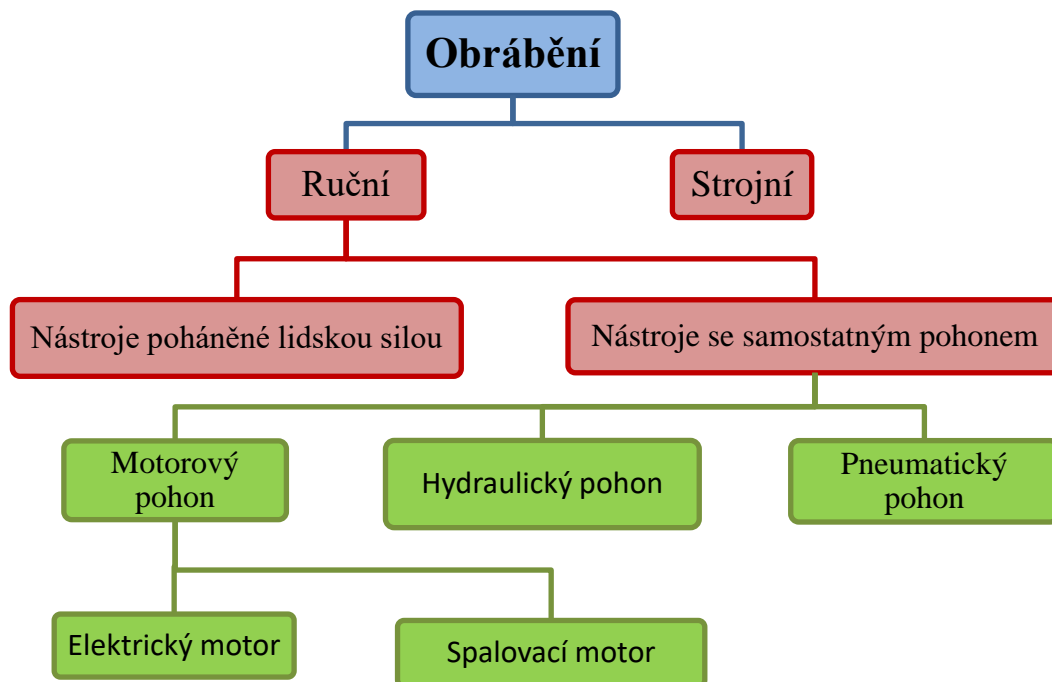 Obrábění
Ruční
Strojní
Nástroje poháněné lidskou silou
Nástroje se samostatným pohonem
Motorový
pohon
Hydraulický pohon
Pneumatický
pohon
Elektrický motor
Spalovací motor